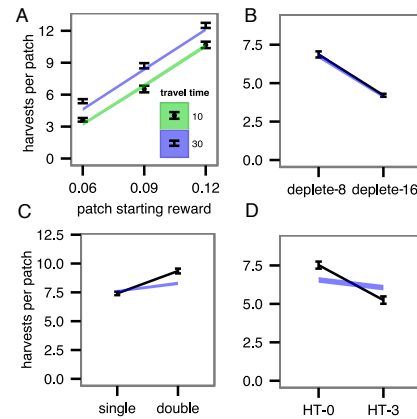 A
harvests per patch
12
9
6
3
0
travel time
10
30
0.06 0.09 0.12
patch starting reward
B
7.5
5.0
2.5
0.0
deplete-8 deplete-16
C
harvests per patch
12.5
10.0
7.5
5.0
2.5
0.0
single double
D
7.5
5.0
2.5
0.0
HT-0 HT-3